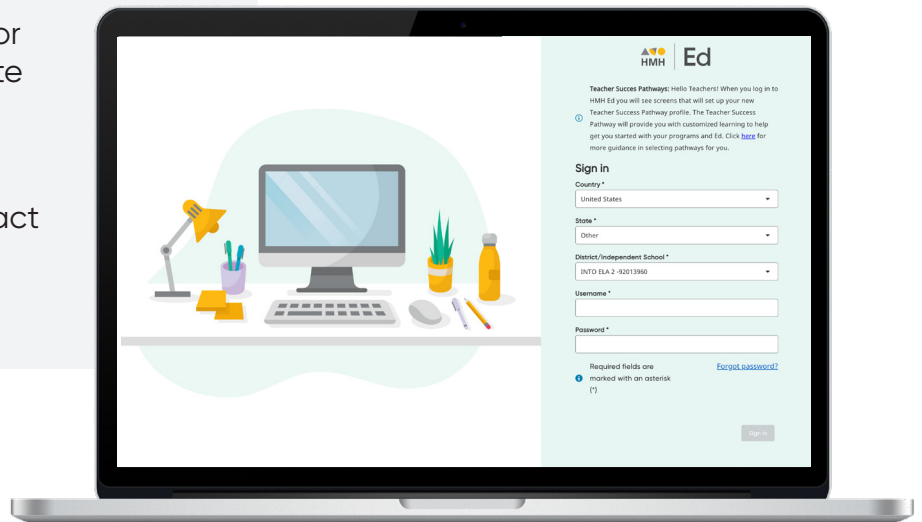 or
te
act
HMH Ed
Teacher Succes Pathways: Hello Teachers! When you log in to
HMH Ed you will see screens that will set up your new
Teacher Success Pathway profile. The Teacher Success
Pathway will provide you with customized learning to help
get you started with your programs and Ed. Click here for
more guidance in selecting pathways for you.
Sign in
Country *
United States
State *
Other
District/Independent School *
INTO ELA 2 -92013960
Username *
Password *
Required fields are
marked with an asterisk
(*)
Forgot password?
Sign in